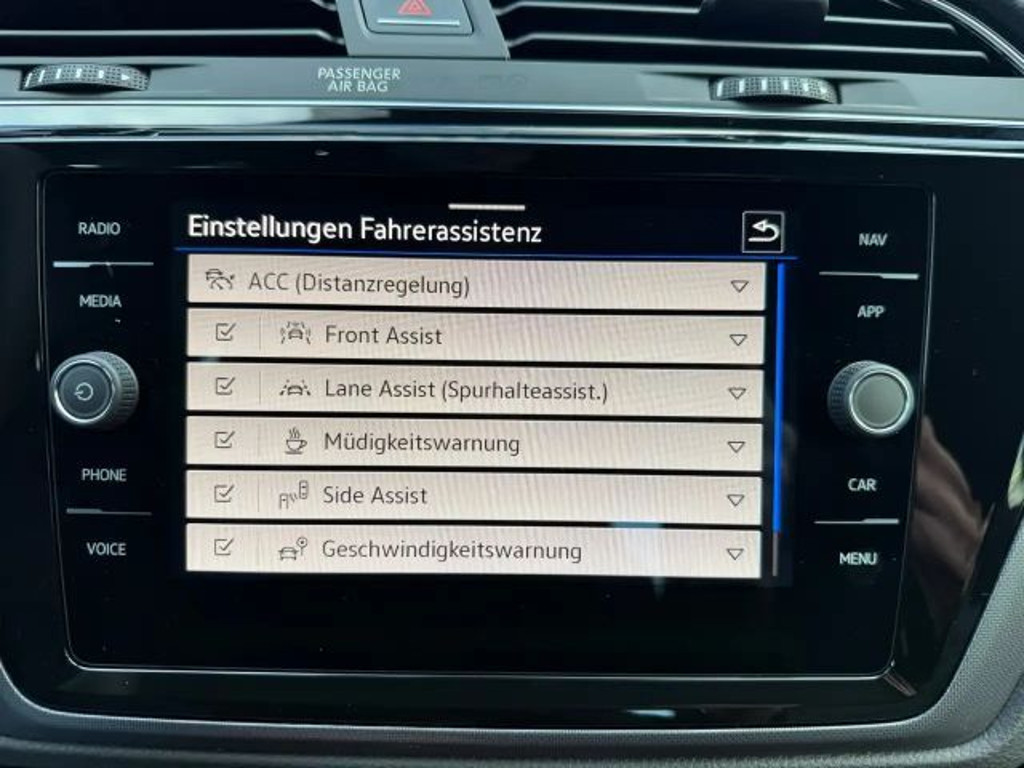 PASSENGER
AIR BAG
RADIO
MEDIA
PHONE
VOICE
Einstellungen Fahrerassistenz
ACC (Distanzregelung)
Front Assist
Lane Assist (Spurhalteassist.)
Müdigkeitswarnung
Side Assist
Geschwindigkeitswarnung
NAV
APP
CAR
MENU